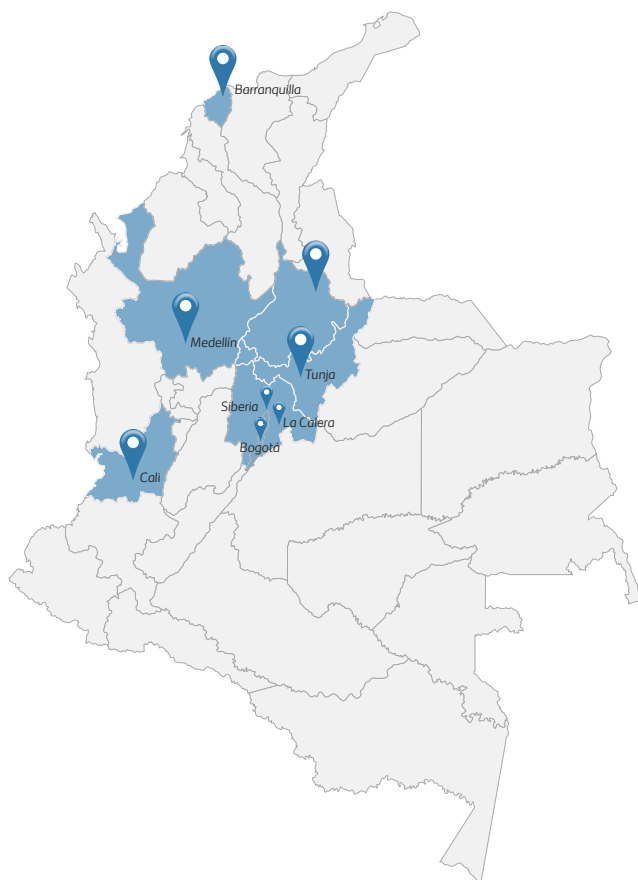 Barranquilla
Medellín
Tunja
Siberia
La Calera
Bogotá
Cali